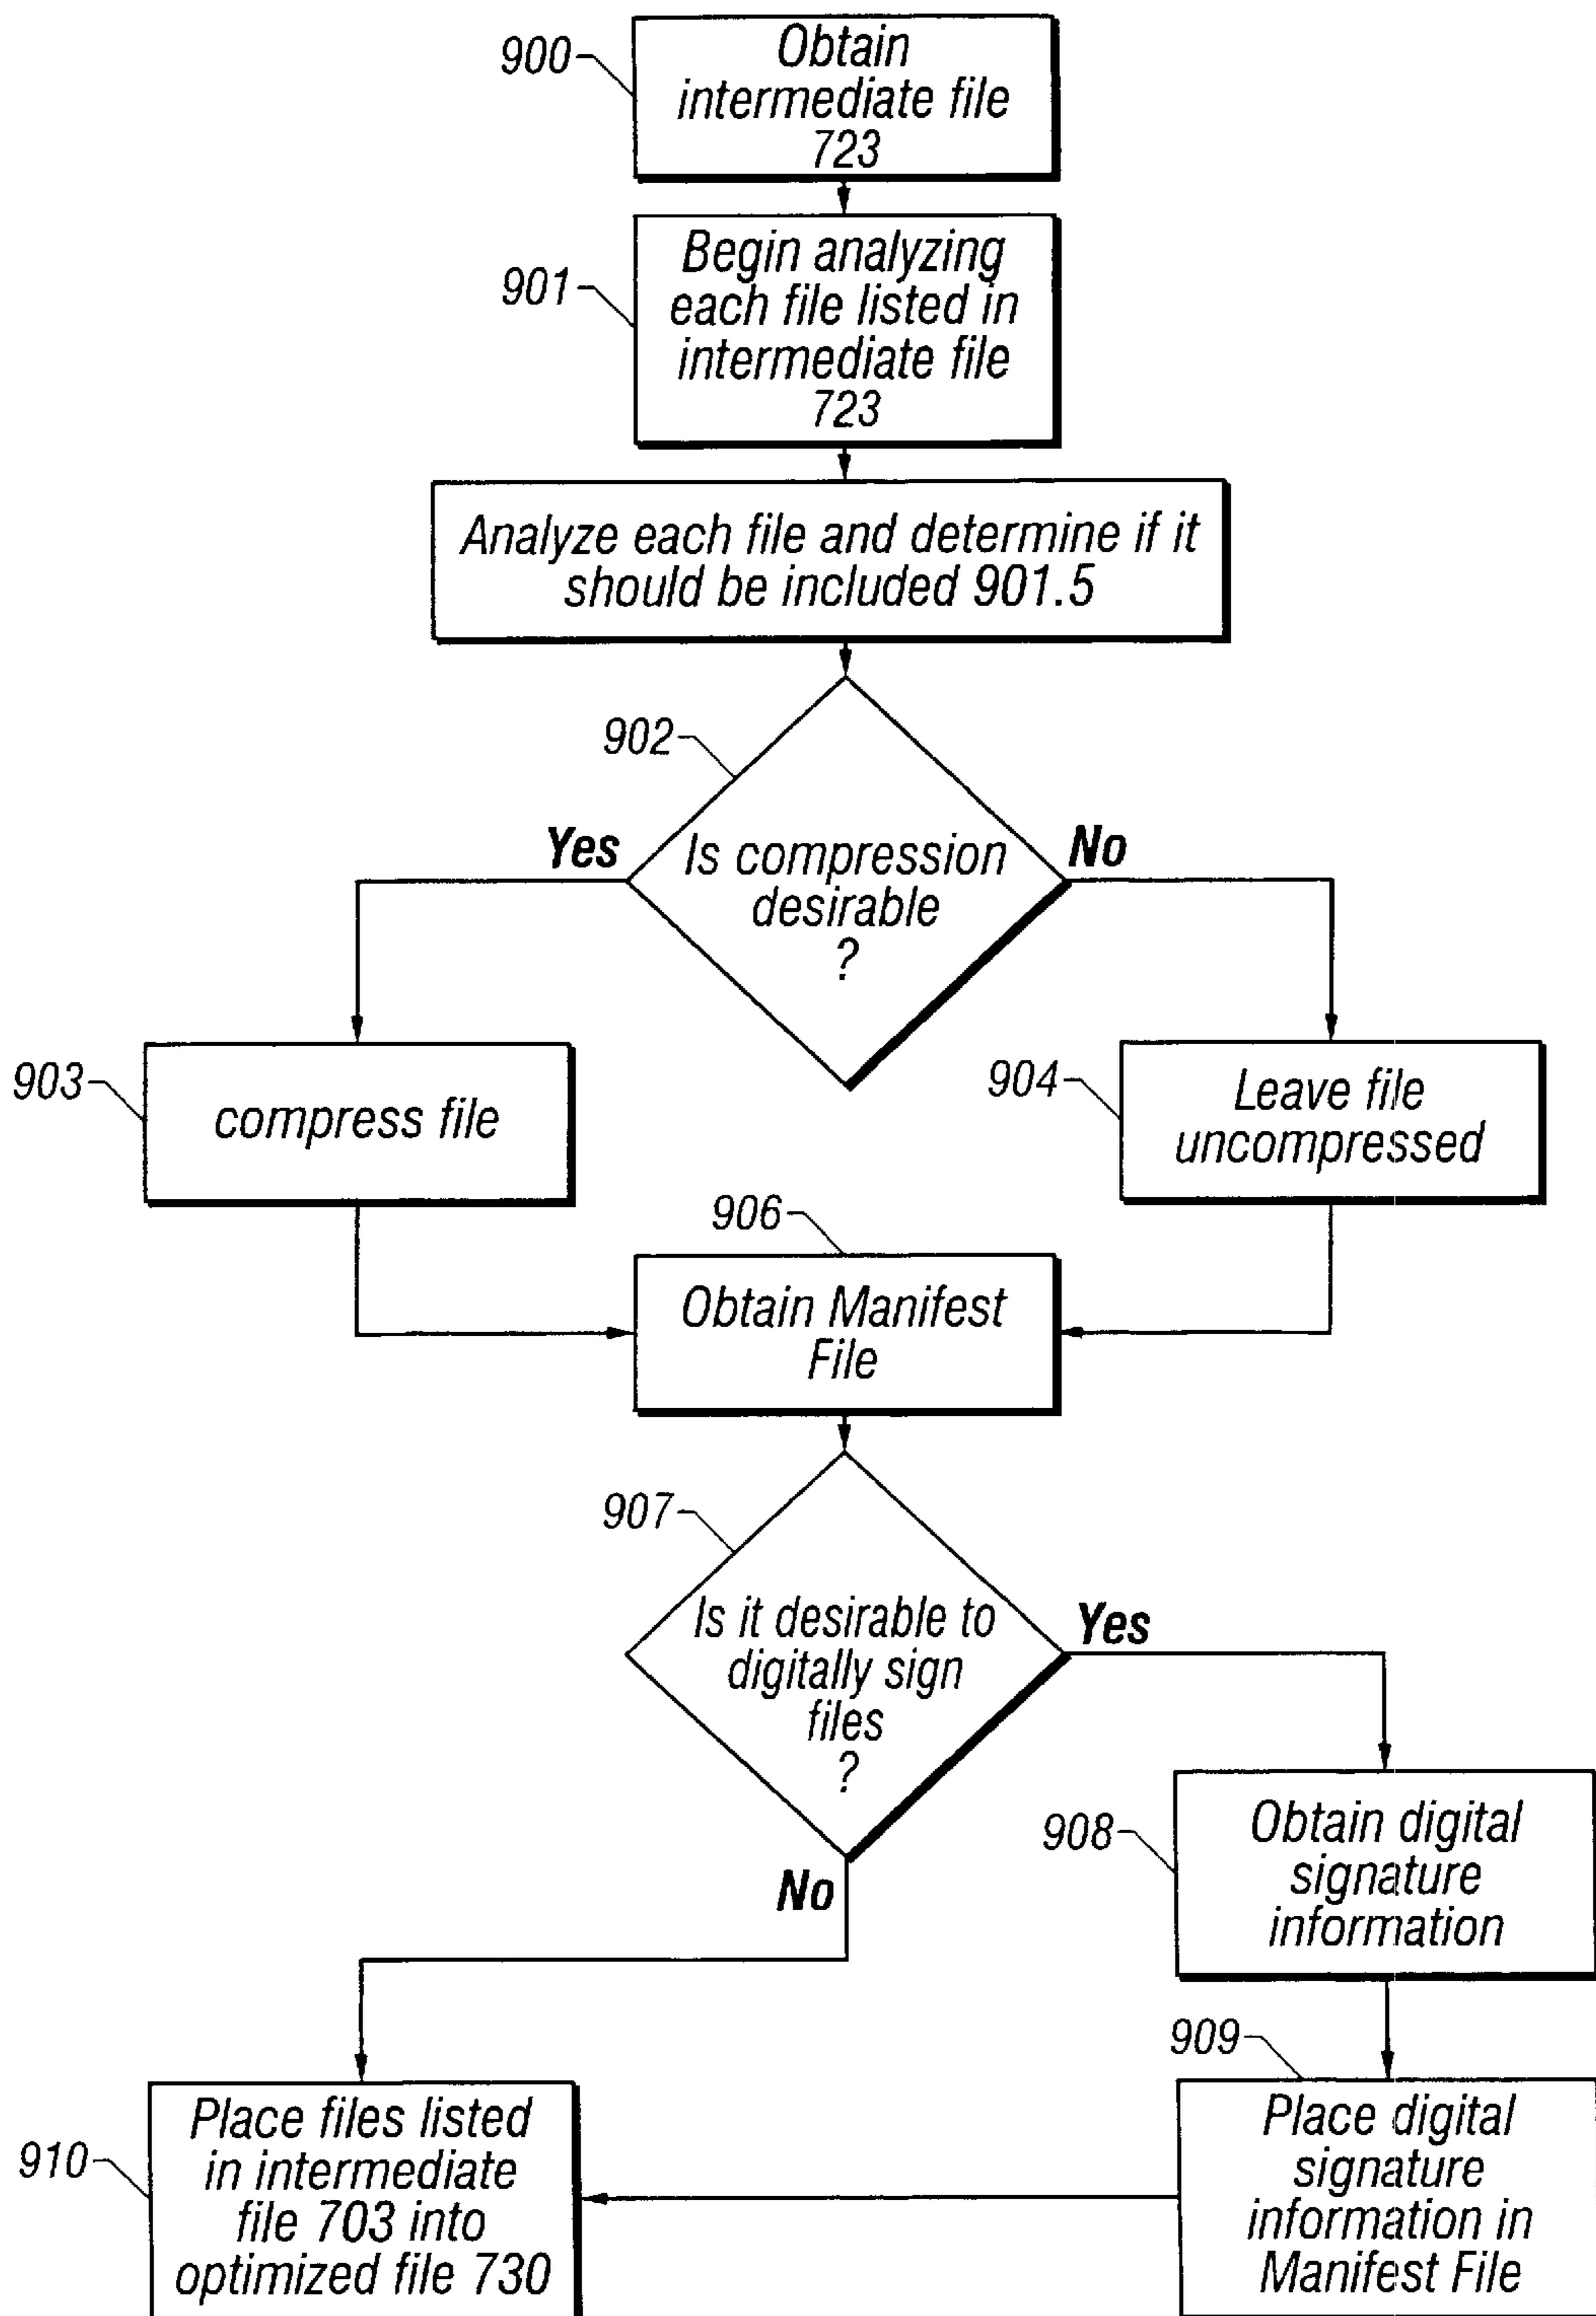 900
Obtain
intermediate file
723
901
Begin analyzing
each file listed in
intermediate file
723
Analyze each file and determine if it
should be included 901.5
902
Yes
No
Is compression
desirable
?
903
compress file
904
Leave file
uncompressed
906
Obtain Manifest
File
907
Is it desirable to
digitally sign
files
?
Yes
No
908
Obtain digital
signature
information
909
Place digital
signature
information in
Manifest File
910
Place files listed
in intermediate
file 703 into
optimized file 730